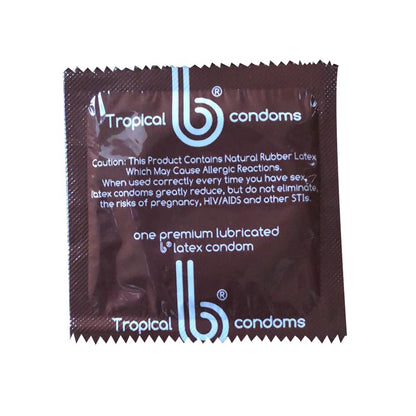 Tropical b® condoms
Caution: This Product Contains Natural Rubber Latex
Which May Cause Allergic Reactions.
When used correctly every time you have sex,
latex condoms greatly reduce, but do not eliminate,
the risks of pregnancy, HIV/AIDS and other STIs.
one premium lubricated
b® latex condom
Tropical b® condoms